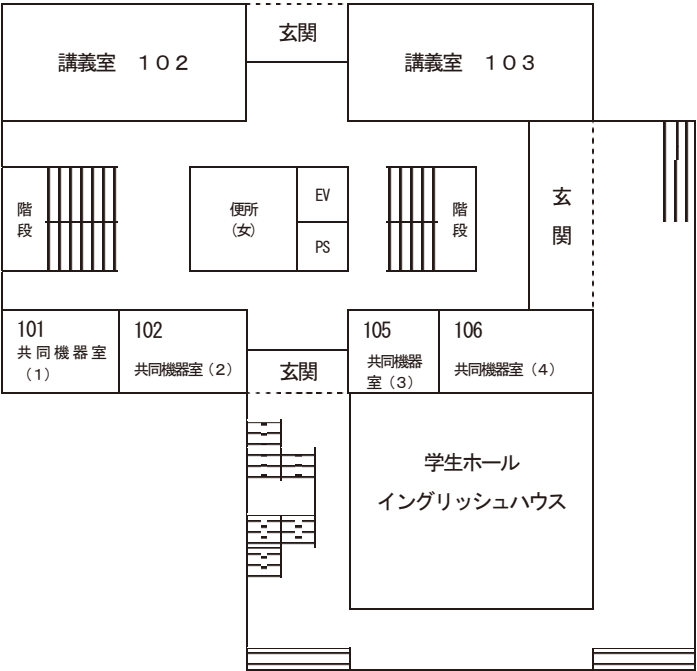 玄関
講義室　１０２
講義室　１０３
階
段
便所
（女）
EV
PS
階
段
玄
関
101
共同機器室
（１）
102
共同機器室（２）
玄関
105
共同機器
室（３）
106
共同機器室（４）
学生ホール
イングリッシュハウス